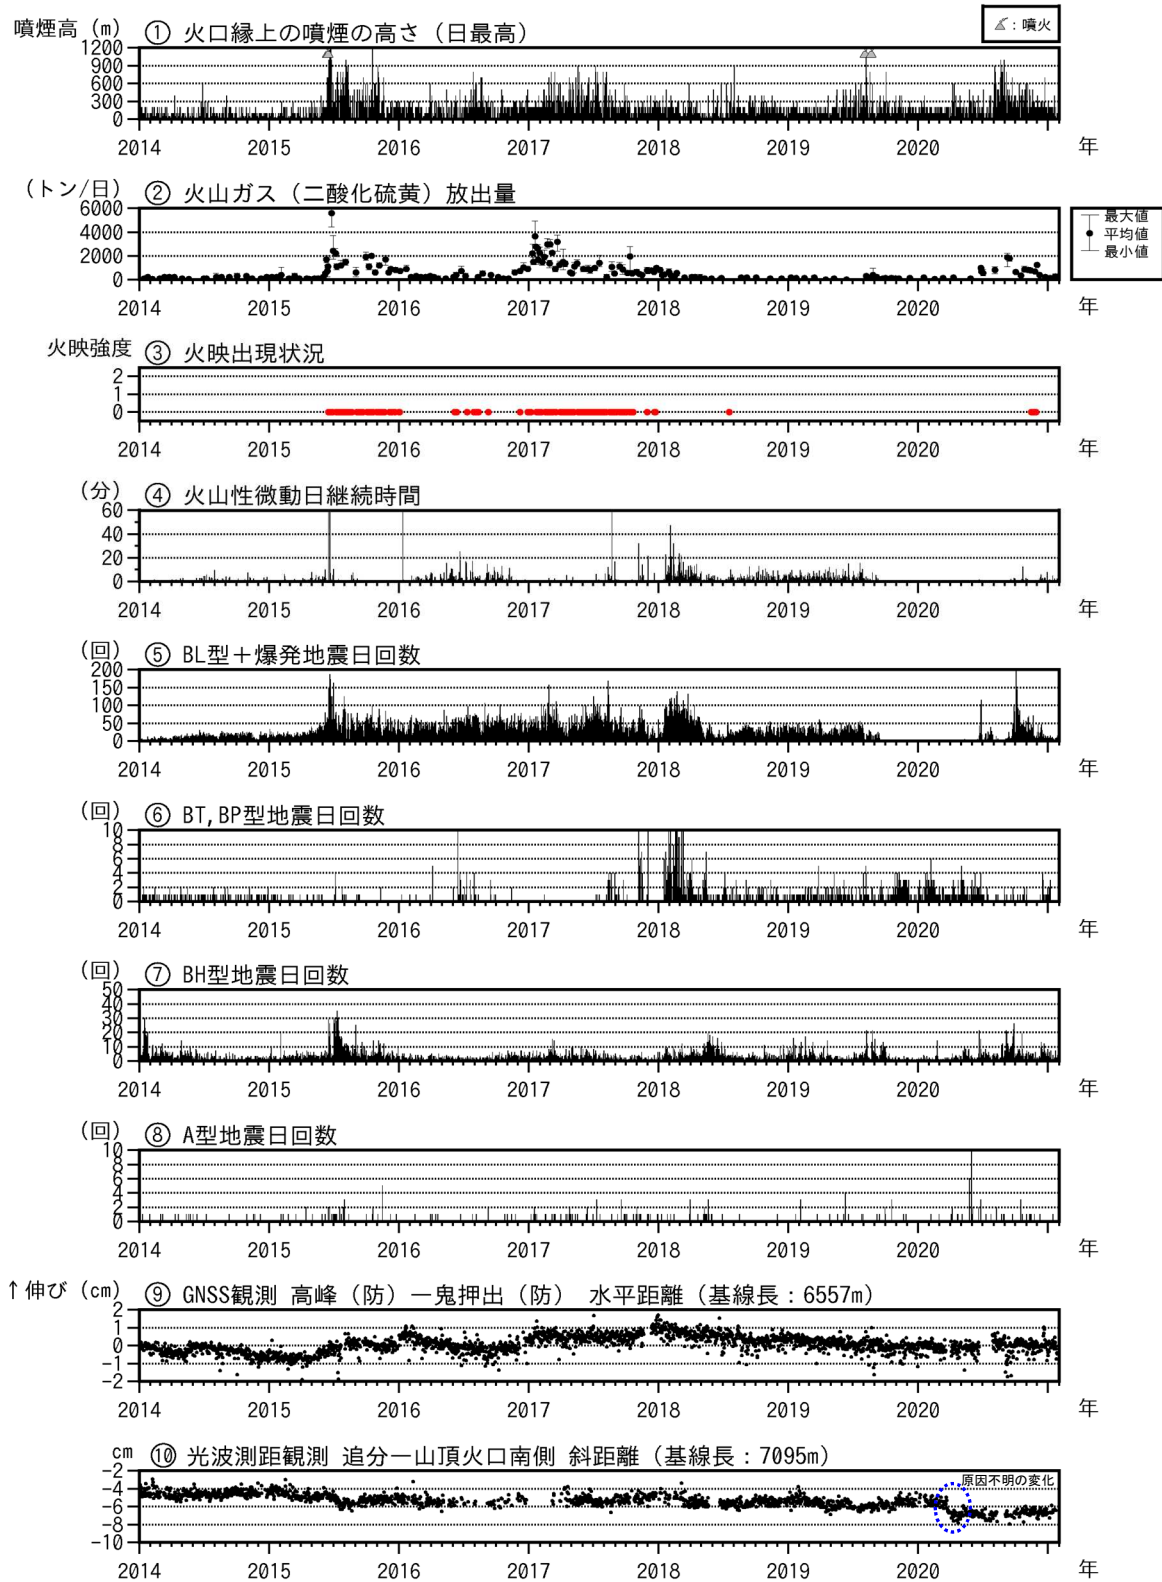 噴煙高（m） ① 火口縁上の噴煙の高さ（日最高） : 噴火
1200
900
600
300
0
2014 2015 2016 2017 2018 2019 2020 年
（トン/日） ② 火山ガス（二酸化硫黄）放出量
6000
4000
2000
0
最大値
平均値
最小値
2014 2015 2016 2017 2018 2019 2020 年
火映強度 ③ 火映出現状況
2
1
0
2014 2015 2016 2017 2018 2019 2020 年
（分） ④ 火山性微動日継続時間
60
40
20
0
2014 2015 2016 2017 2018 2019 2020 年
（回） ⑤ BL型＋爆発地震日回数
200
150
100
50
0
2014 2015 2016 2017 2018 2019 2020 年
（回） ⑥ BT,BP型地震日回数
10
8
6
4
2
0
2014 2015 2016 2017 2018 2019 2020 年
（回） ⑦ BH型地震日回数
50
40
30
20
10
0
2014 2015 2016 2017 2018 2019 2020 年
（回） ⑧ A型地震日回数
10
8
6
4
2
0
2014 2015 2016 2017 2018 2019 2020 年
↑伸び（cm） ⑨ GNSS観測 高峰（防）ー鬼押出（防） 水平距離（基線長：6557m）
2
1
0
-1
-2
2014 2015 2016 2017 2018 2019 2020 年
cm ⑩ 光波測距観測 追分ー山頂火口南側 斜距離（基線長：7095m）
-2
-4
-6
-8
-10
原因不明の変化
2014 2015 2016 2017 2018 2019 2020 年